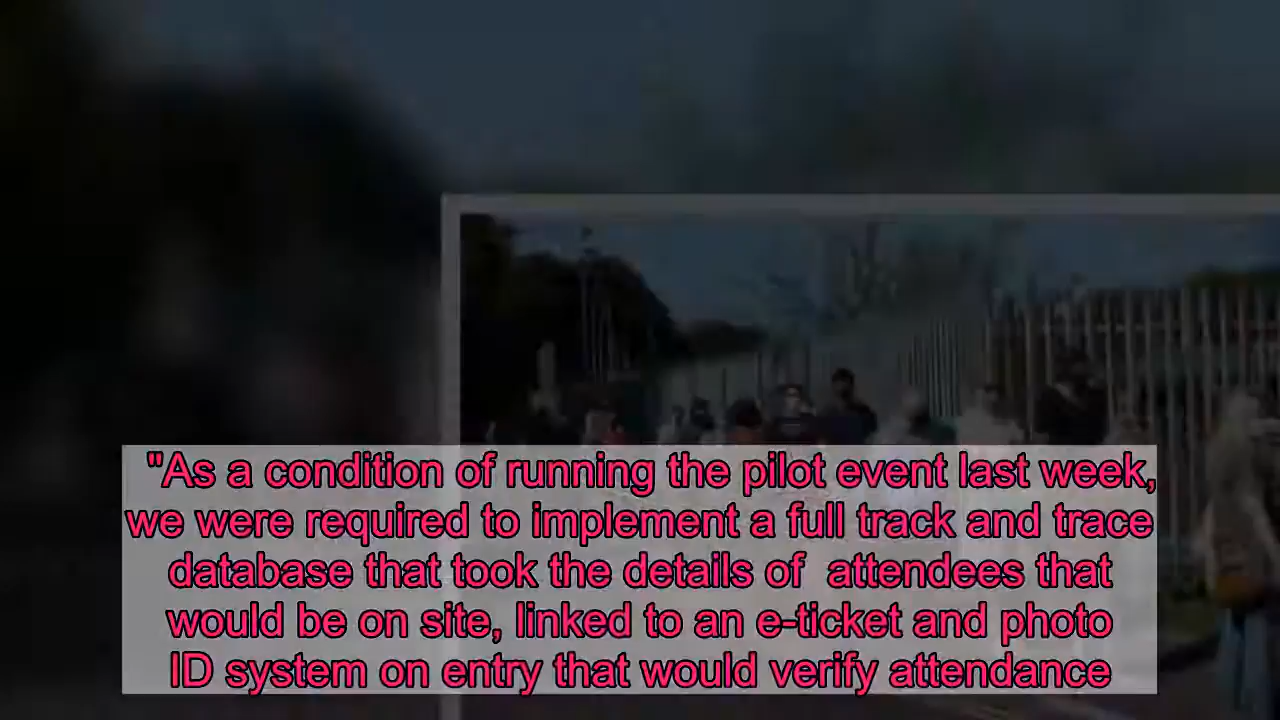 "As a condition of running the pilot event last week,
we were required to implement a full track and trace
database that took the details of  attendees that
would be on site, linked to an e-ticket and photo
ID system on entry that would verify attendance